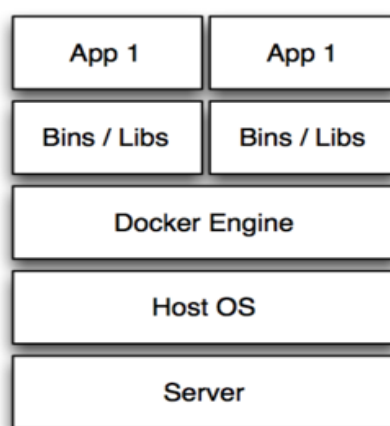 App 1 App 1
Bins / Libs Bins / Libs
Docker Engine
Host OS
Server